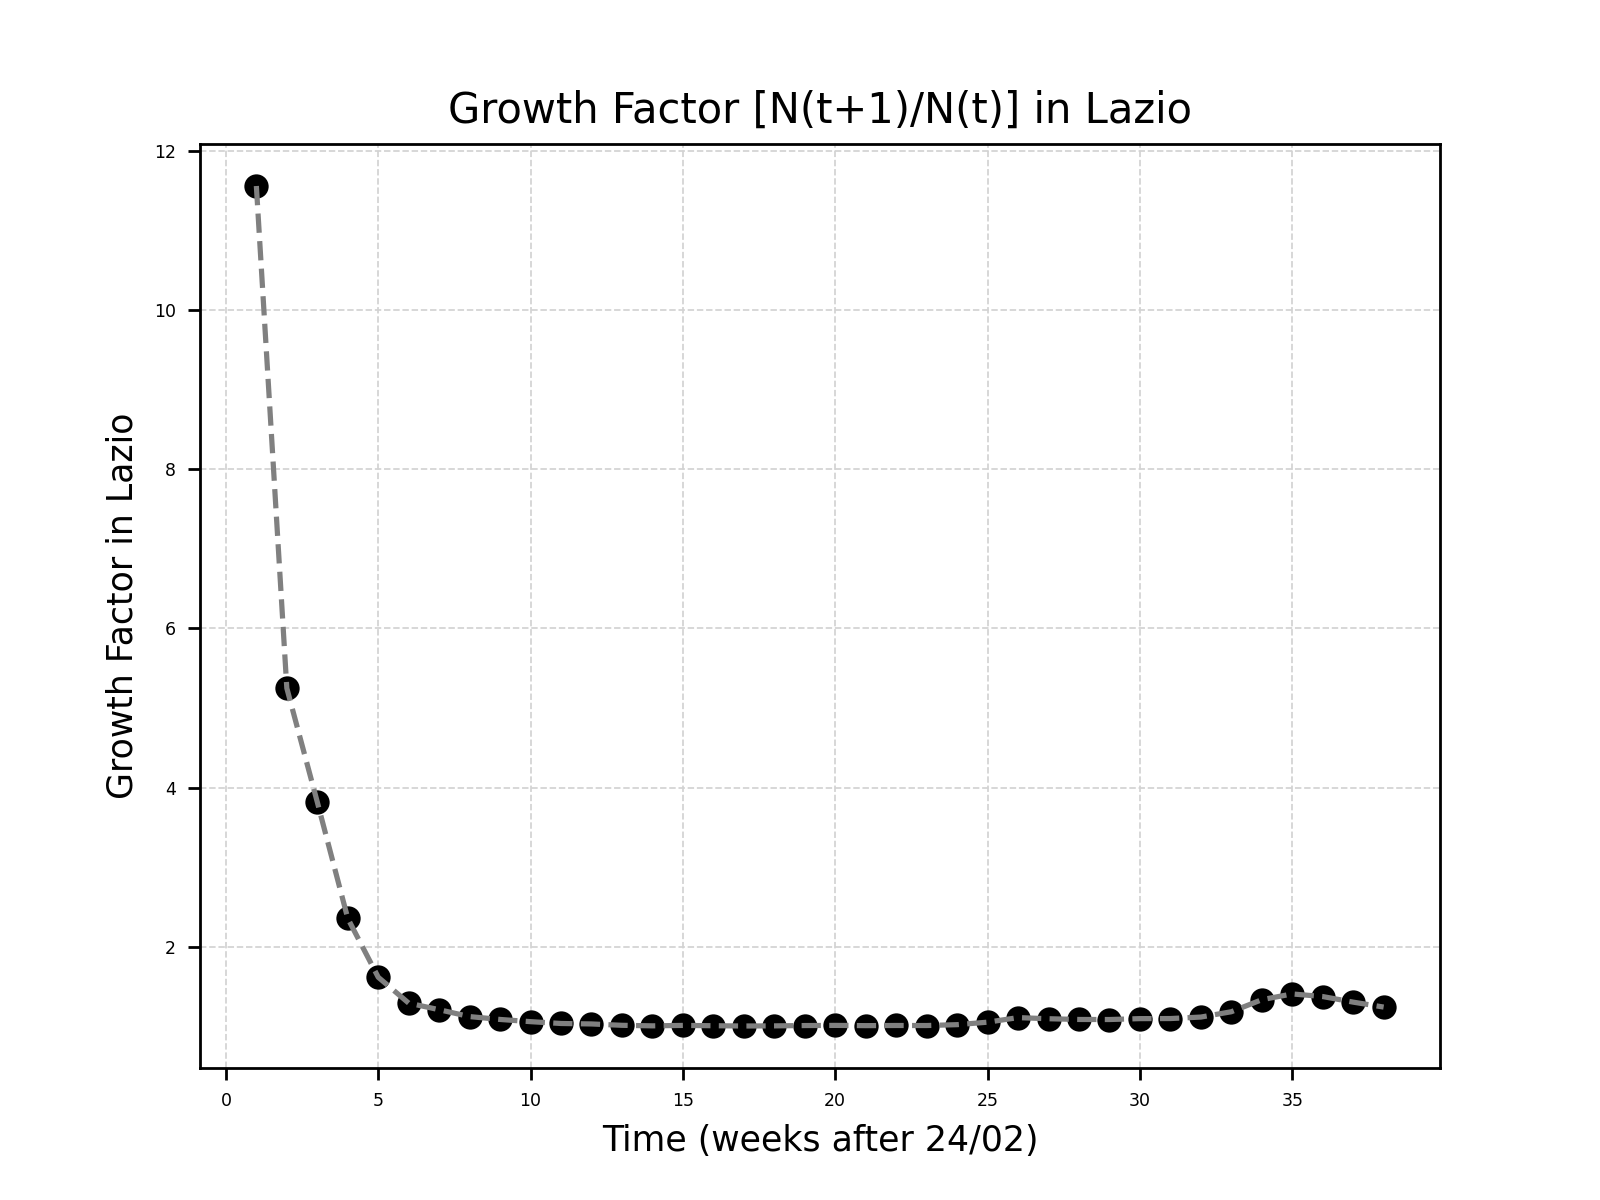 Growth Factor [N(t+1)/N(t)] in Lazio
Growth Factor in Lazio
12
10
8
6
4
2
0 5 10 15 20 25 30 35
Time (weeks after 24/02)